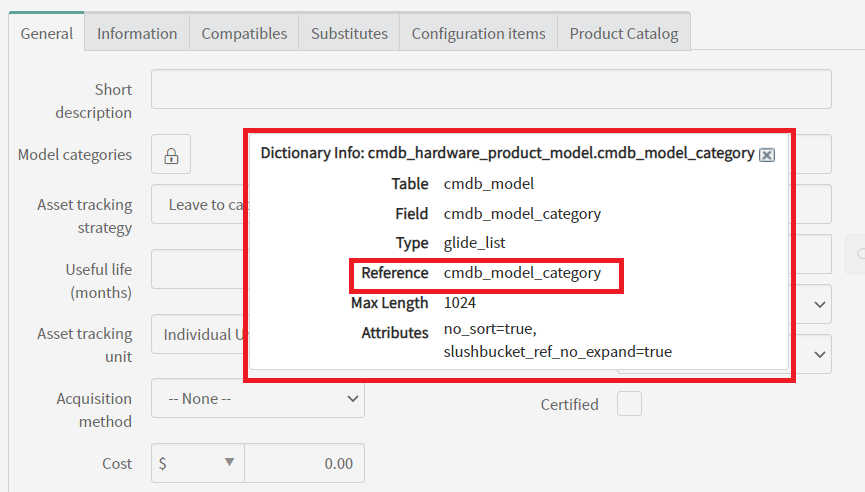 General Information Compatibles Substitutes Configuration items Product Catalog
Short
description
Model categories
Asset tracking
strategy
Leave to ca
Useful life
(months)
Asset tracking
unit
Individual U
Acquisition
method
-- None --
Cost $ 0.00
Certified
Dictionary Info: cmdb_hardware_product_model.cmdb_model_category
Table cmdb_model
Field cmdb_model_category
Type glide_list
Reference cmdb_model_category
Max Length 1024
Attributes no_sort=true,
slushbucket_ref_no_expand=true